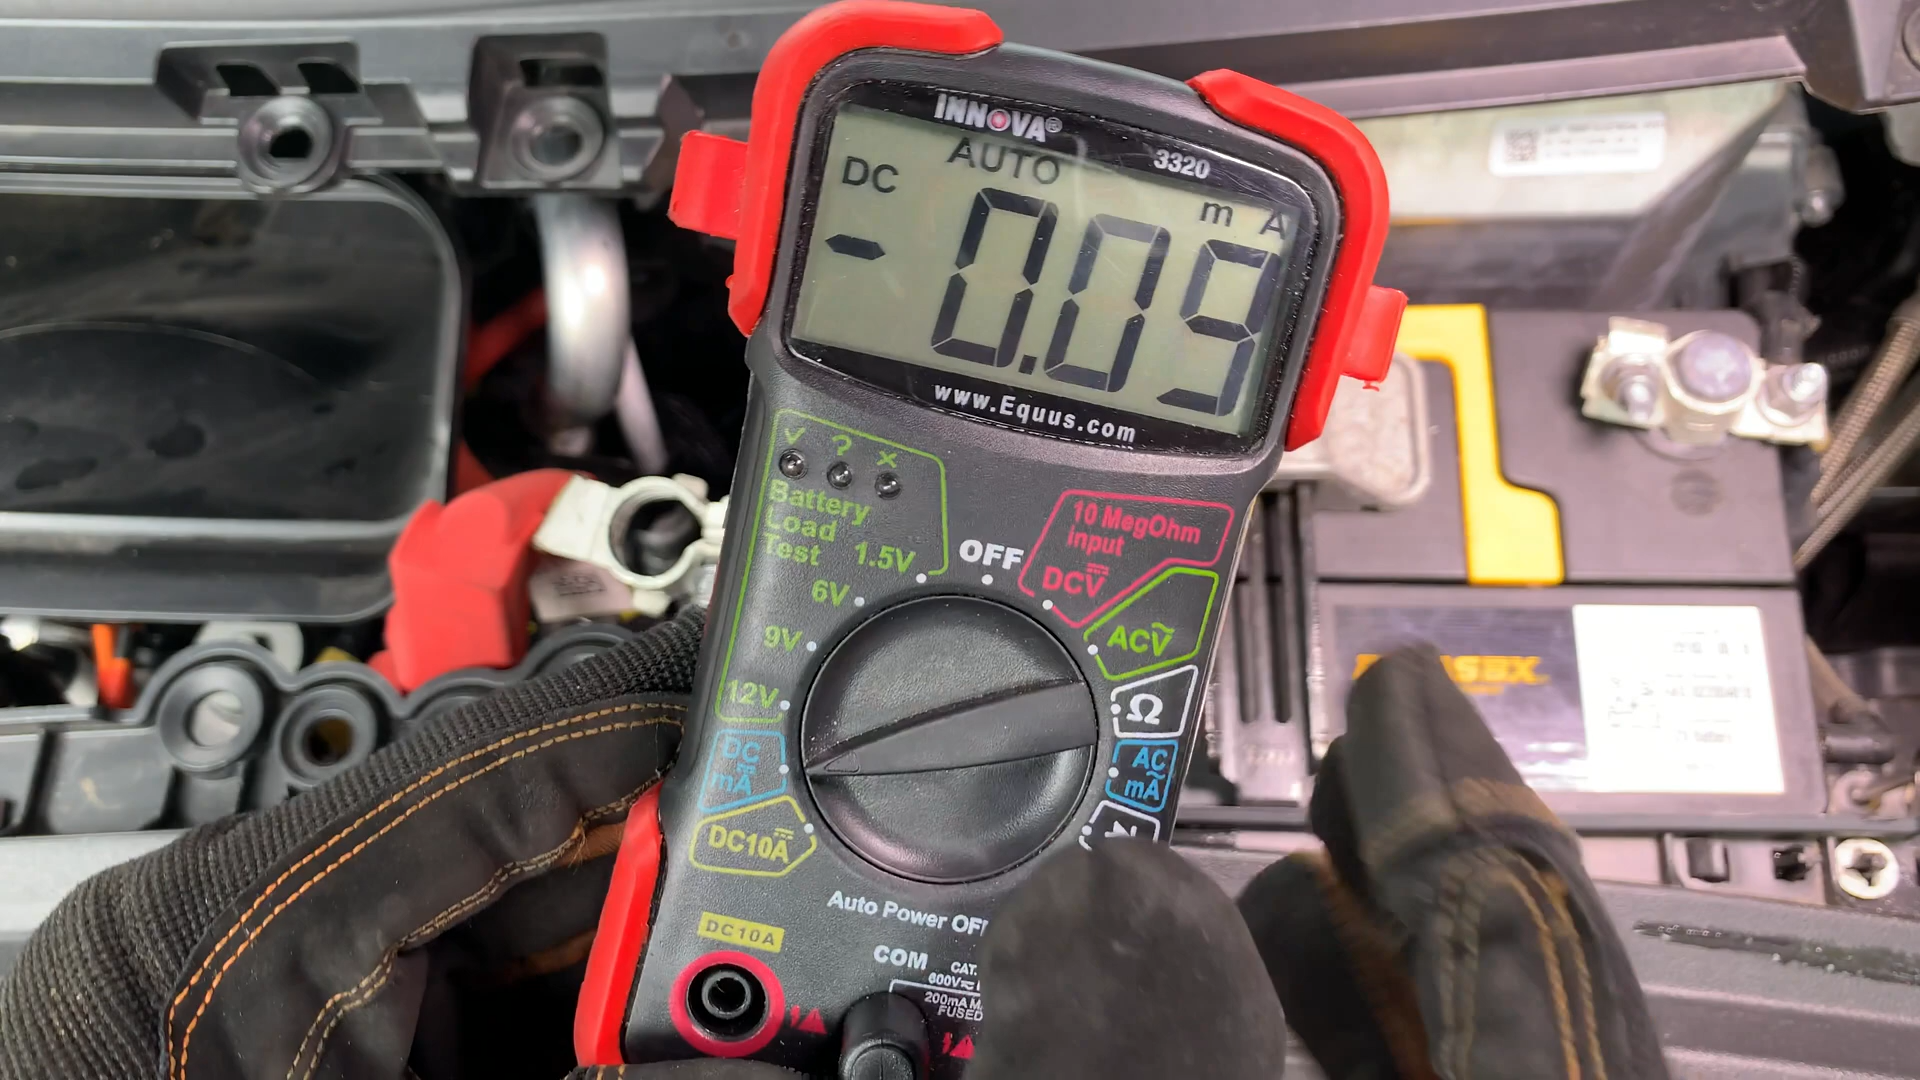 INNOVA®
3320
DC
AUTO
m A
-0.09
www.Equus.com
✓ ? ×
Battery
Load
Test
1.5V
6V
9V
12V
OFF
10 MegOhm
input
DCV
ACV
Ω
AC
mA
DC
mA
DC10A
Auto Power OFF
DC10A
COM
CAT.
600V
200mA
FUSED